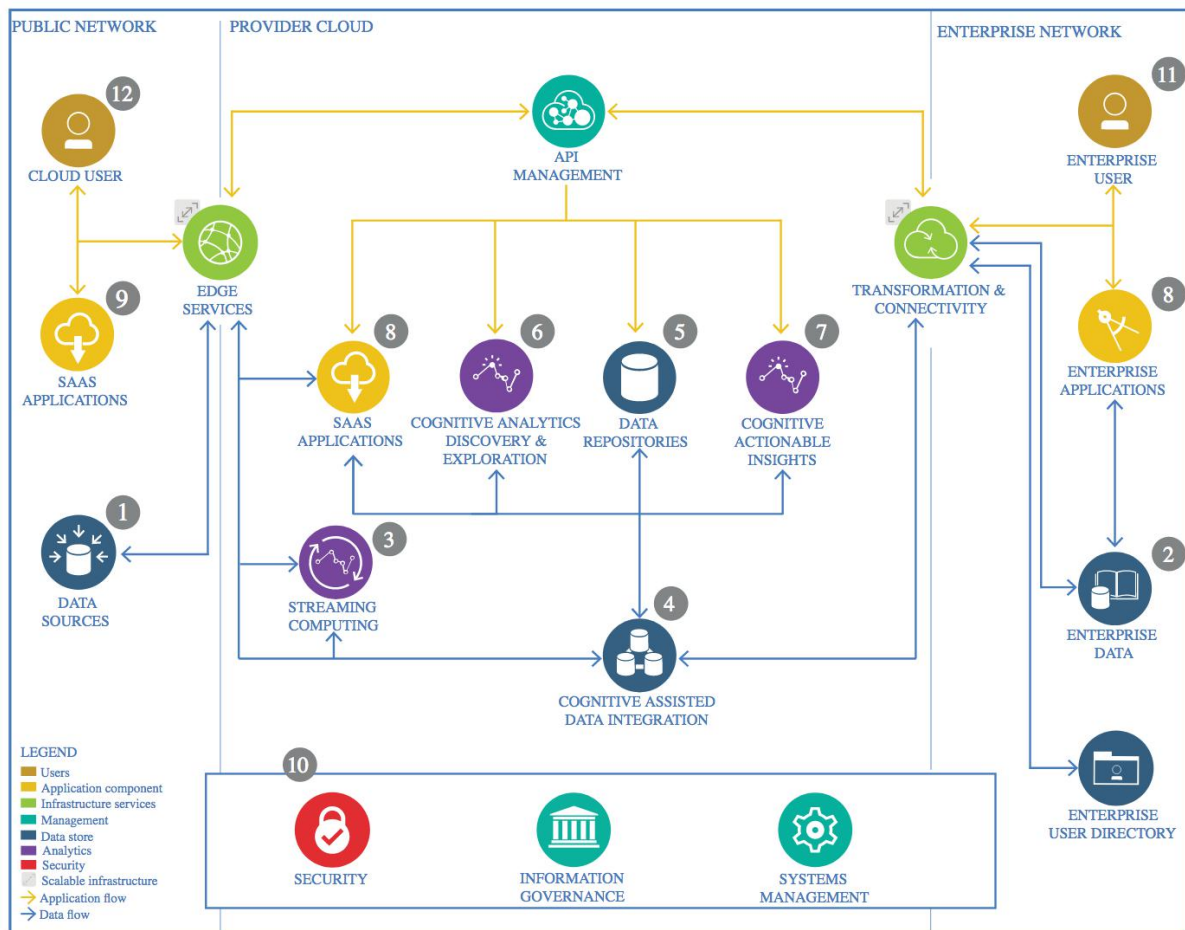 PUBLIC NETWORK
PROVIDER CLOUD
ENTERPRISE NETWORK
12
CLOUD USER
API
MANAGEMENT
11
ENTERPRISE
USER
EDGE
SERVICES
TRANSFORMATION &
CONNECTIVITY
9
SAAS
APPLICATIONS
8
SAAS
APPLICATIONS
6
COGNITIVE ANALYTICS
DISCOVERY &
EXPLORATION
5
DATA
REPOSITORIES
7
COGNITIVE
ACTIONABLE
INSIGHTS
8
ENTERPRISE
APPLICATIONS
1
DATA
SOURCES
3
STREAMING
COMPUTING
4
COGNITIVE ASSISTED
DATA INTEGRATION
2
ENTERPRISE
DATA
ENTERPRISE
USER DIRECTORY
LEGEND
Users
Application component
Infrastructure services
Management
Data store
Analytics
Security
Scalable infrastructure
Application flow
Data flow
10
SECURITY
INFORMATION
GOVERNANCE
SYSTEMS
MANAGEMENT